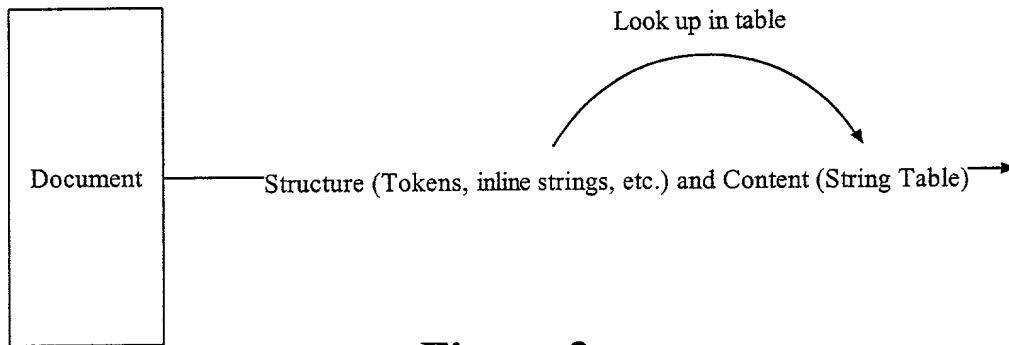 Look up in table
Document
Structure (Tokens, inline strings, etc.) and Content (String Table)